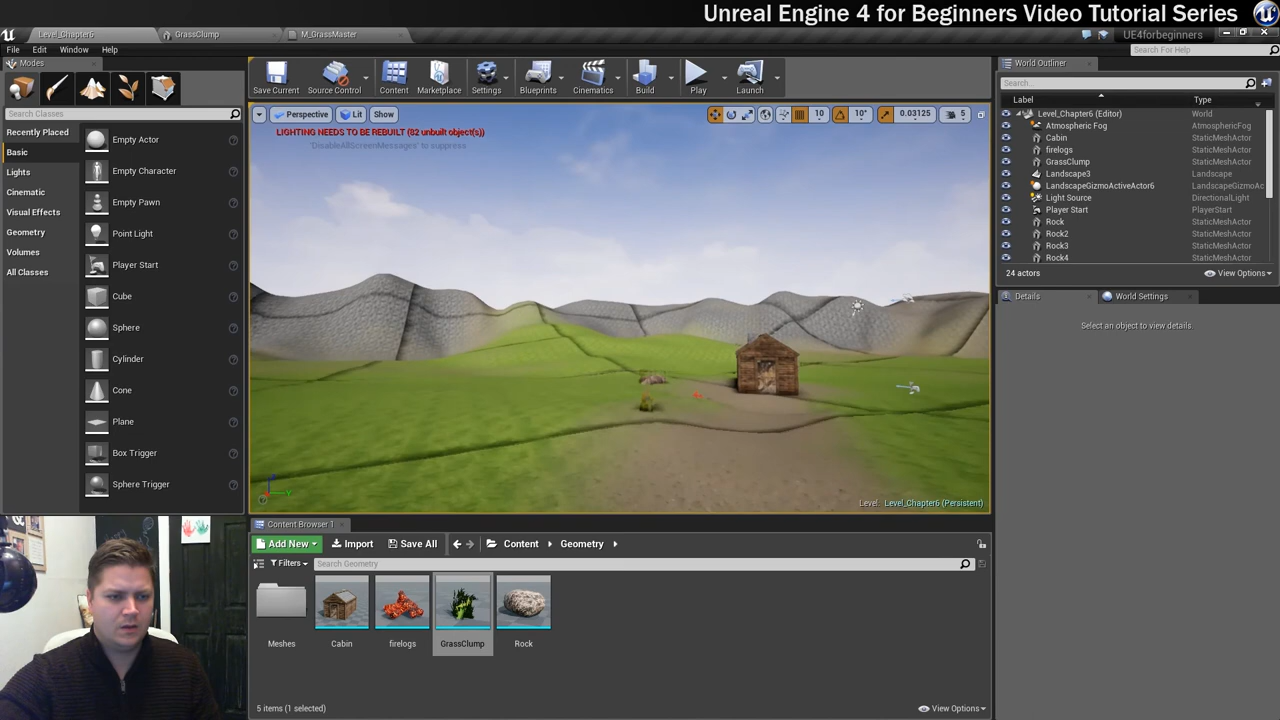 Unreal Engine 4 for Beginners Video Tutorial Series
Level_Chapter6
GrassClump
M_GrassMaster
UE4forbeginners
File Edit Window Help
Search For Help
Modes
Search Classes
Recently Placed
Basic
Lights
Cinematic
Visual Effects
Geometry
Volumes
All Classes
Empty Actor
Empty Character
Empty Pawn
Point Light
Player Start
Cube
Sphere
Cylinder
Cone
Plane
Box Trigger
Sphere Trigger
Save Current
Source Control
Content
Marketplace
Settings
Blueprints
Cinematics
Build
Play
Launch
Perspective
Lit
Show
10
10°
0.03125
5
LIGHTING NEEDS TO BE REBUILT (82 unbuilt object(s))
'DisableAllScreenMessages' to suppress
Level: Level_Chapter6 (Persistent)
World Outliner
Search
Label Type
Level_Chapter6 (Editor) World
Atmospheric Fog AtmosphericFog
Cabin StaticMeshActor
firelogs StaticMeshActor
GrassClump StaticMeshActor
Landscape3 Landscape
LandscapeGizmoActiveActor6 LandscapeGizmoAc
Light Source DirectionalLight
Player Start PlayerStart
Rock StaticMeshActor
Rock2 StaticMeshActor
Rock3 StaticMeshActor
Rock4 StaticMeshActor
24 actors
View Options
Details
World Settings
Select an object to view details.
Content Browser 1
Add New
Import
Save All
Content
Geometry
Filters
Search Geometry
Meshes
Cabin
firelogs
GrassClump
Rock
5 items (1 selected)
View Options